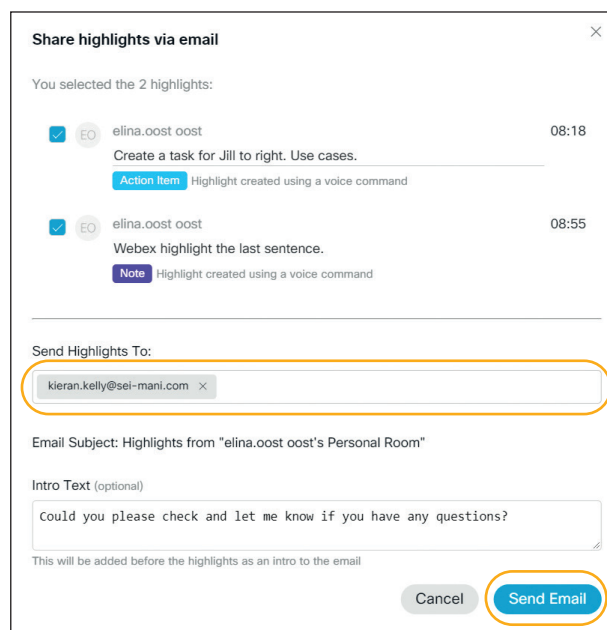 Share highlights via email
You selected the 2 highlights:
EO elina.oost oost 08:18
Create a task for Jill to right. Use cases.
Action Item Highlight created using a voice command
EO elina.oost oost 08:55
Webex highlight the last sentence.
Note Highlight created using a voice command
Send Highlights To:
kieran.kelly@sei-mani.com ×
Email Subject: Highlights from "elina.oost oost's Personal Room"
Intro Text (optional)
Could you please check and let me know if you have any questions?
This will be added before the highlights as an intro to the email
Cancel Send Email